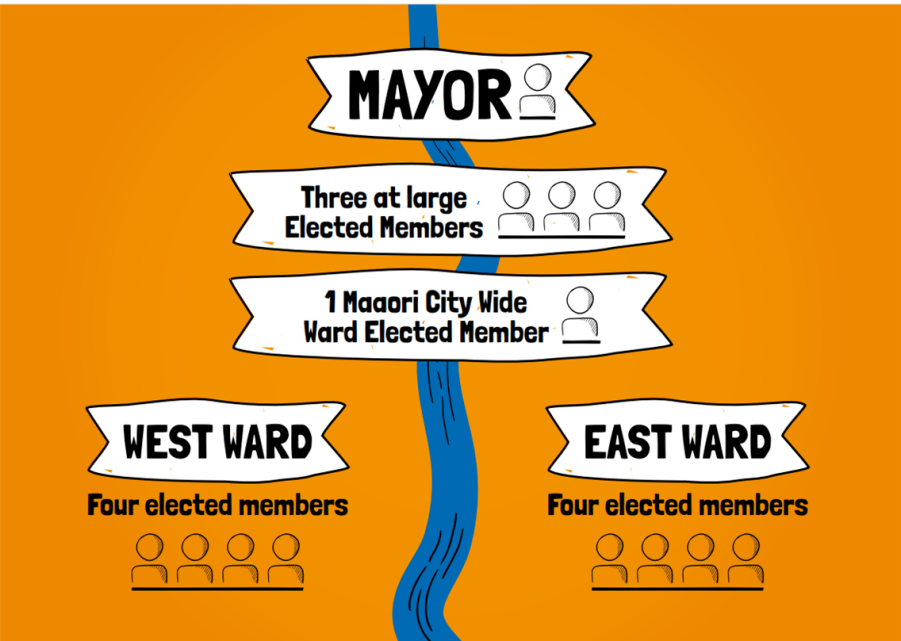 MAYOR
Three at large
Elected Members
1 Maaori City Wide
Ward Elected Member
WEST WARD
Four elected members
EAST WARD
Four elected members